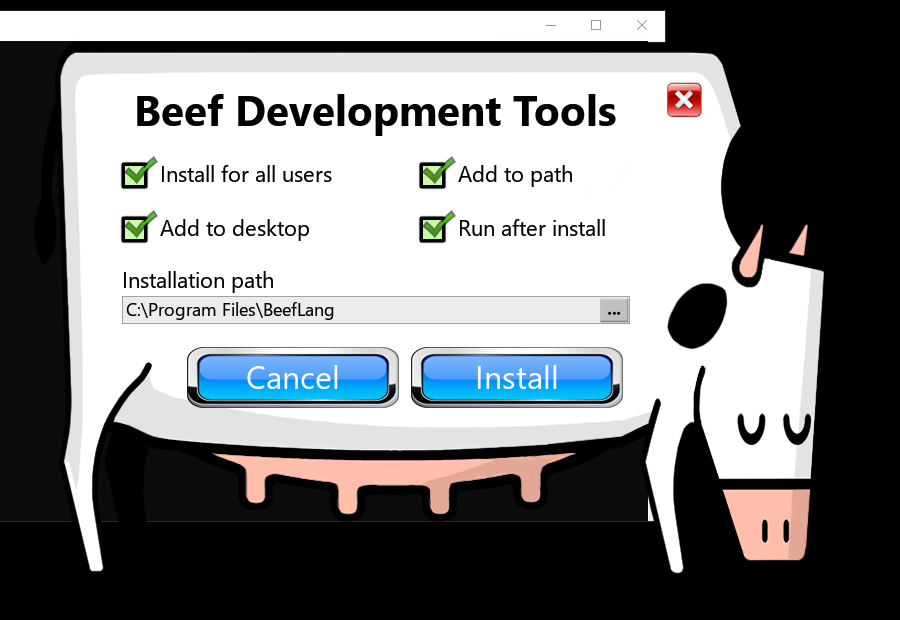 Beef Development Tools
Install for all users
Add to path
Add to desktop
Run after install
Installation path
C:\Program Files\BeefLang
...
Cancel
Install